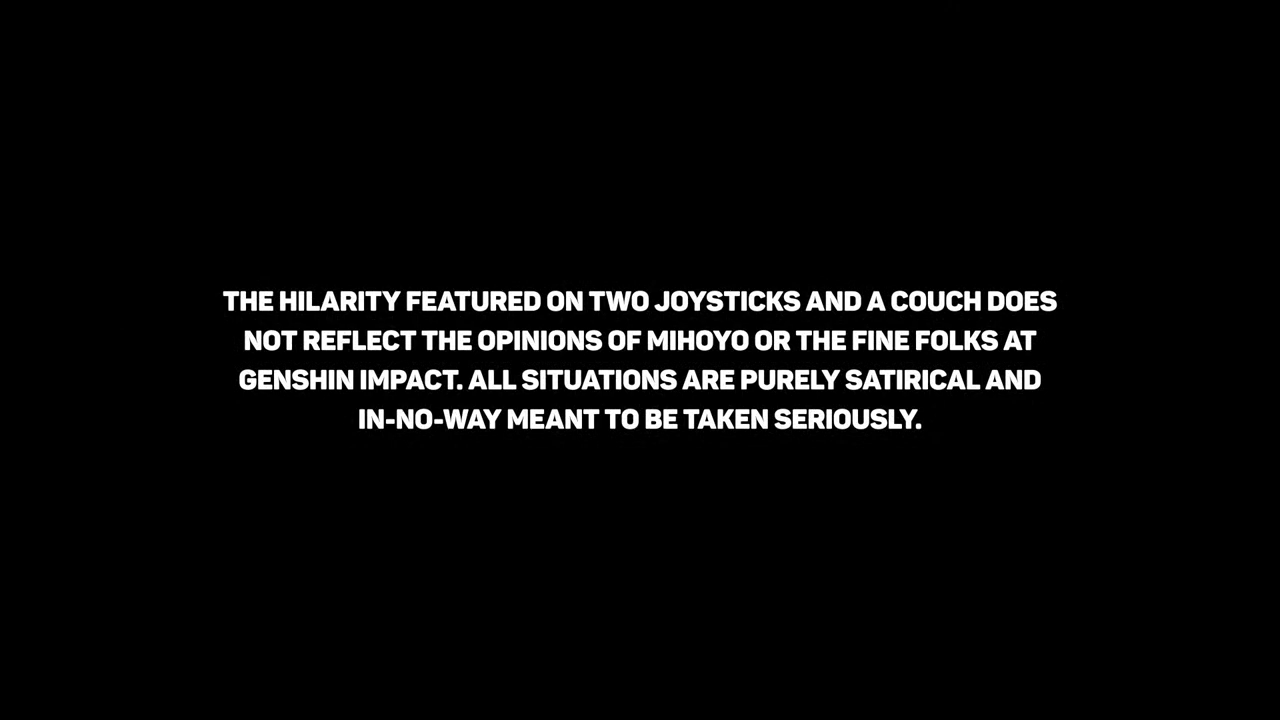 THE HILARITY FEATURED ON TWO JOYSTICKS AND A COUCH DOES
NOT REFLECT THE OPINIONS OF MIHOYO OR THE FINE FOLKS AT
GENSHIN IMPACT. ALL SITUATIONS ARE PURELY SATIRICAL AND
IN-NO-WAY MEANT TO BE TAKEN SERIOUSLY.